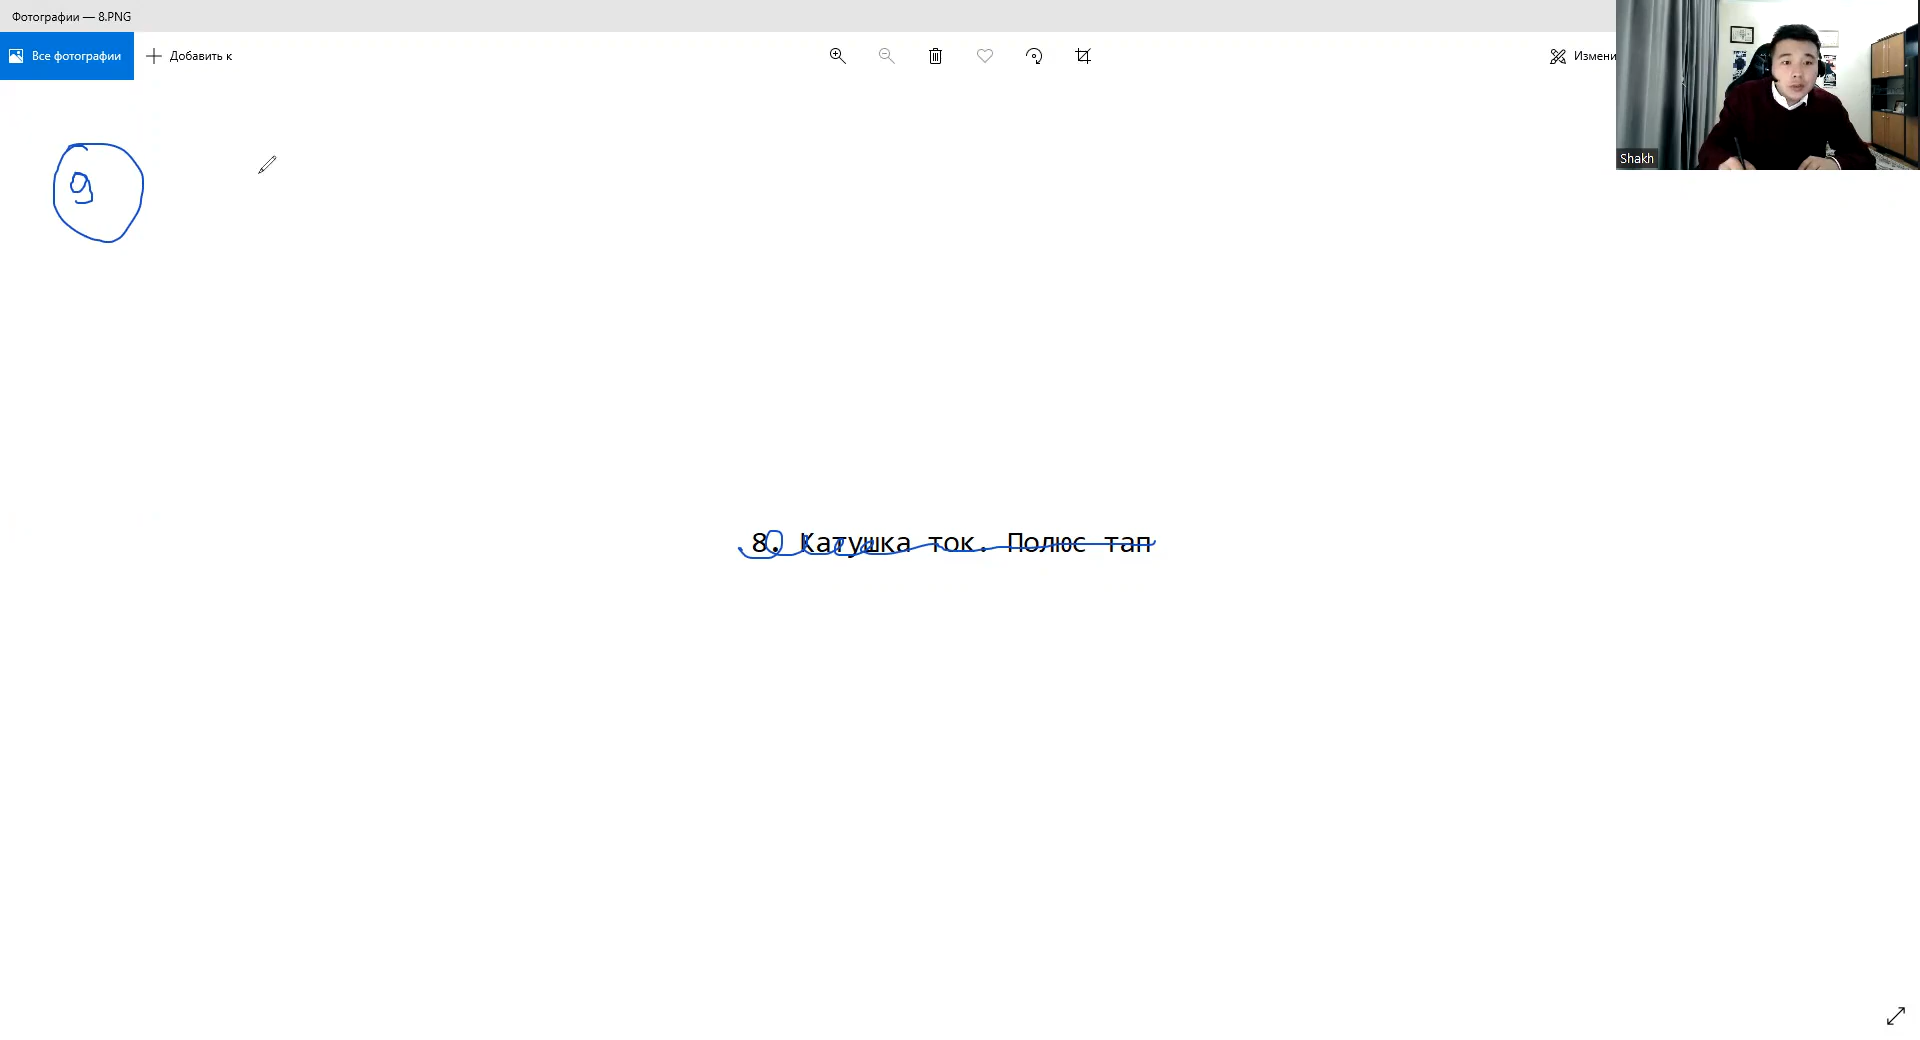 Фотографии — 8.PNG
Все фотографии
Добавить к
Измени
Shakh
9
8. Катушка ток. Полюс тап